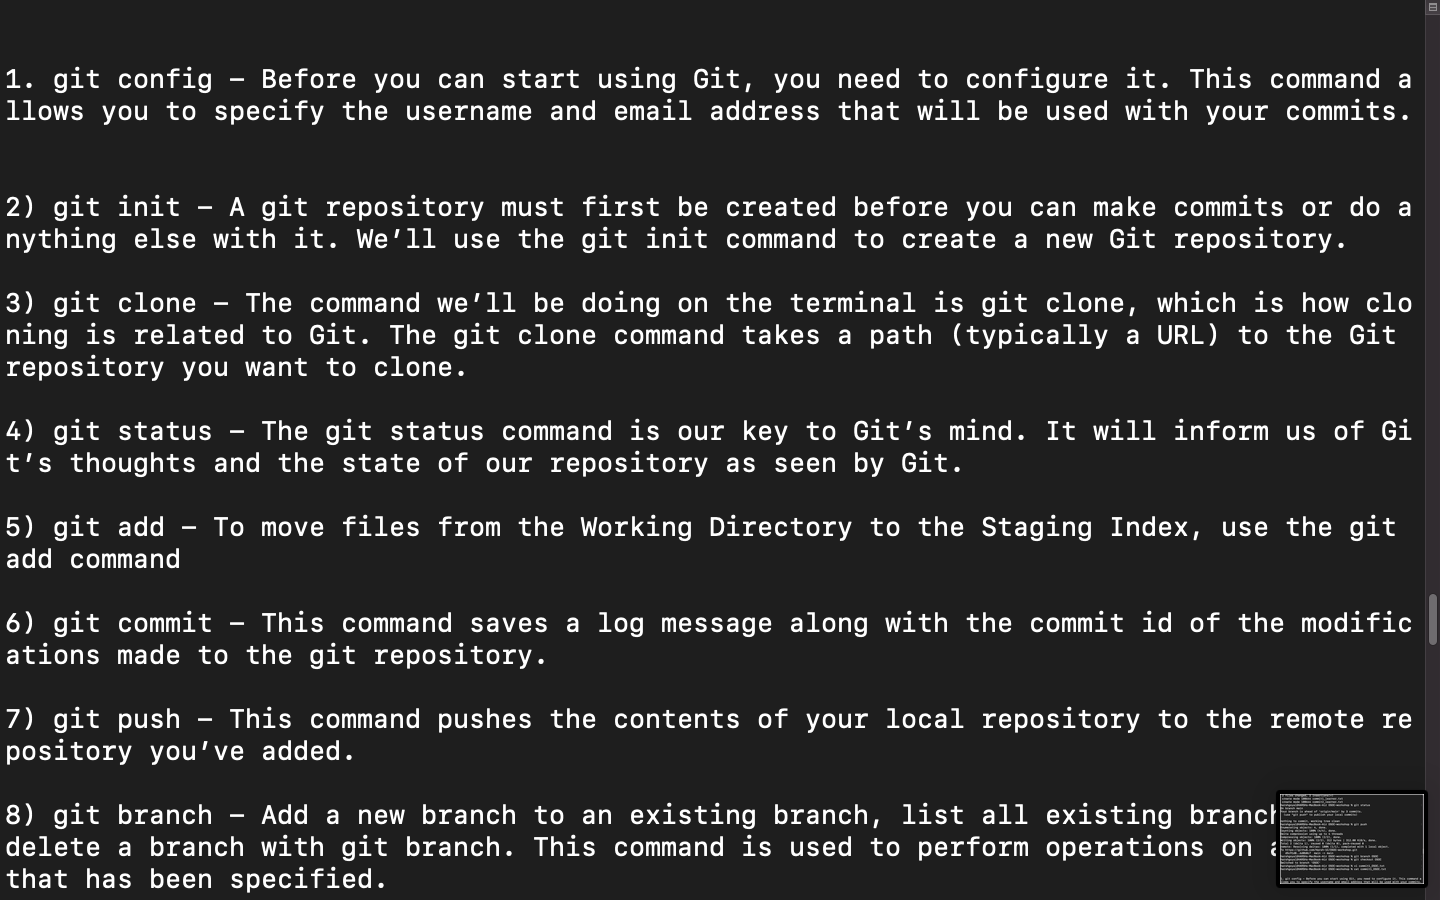 1. git config – Before you can start using Git, you need to configure it. This command a
llows you to specify the username and email address that will be used with your commits.
2) git init – A git repository must first be created before you can make commits or do a
nything else with it. We’ll use the git init command to create a new Git repository.
3) git clone – The command we’ll be doing on the terminal is git clone, which is how clo
ning is related to Git. The git clone command takes a path (typically a URL) to the Git
repository you want to clone.
4) git status – The git status command is our key to Git’s mind. It will inform us of Gi
t’s thoughts and the state of our repository as seen by Git.
5) git add – To move files from the Working Directory to the Staging Index, use the git
add command
6) git commit – This command saves a log message along with the commit id of the modific
ations made to the git repository.
7) git push – This command pushes the contents of your local repository to the remote re
pository you’ve added.
8) git branch – Add a new branch to an existing branch, list all existing
delete a branch with git branch. This command is used to perform operations on
that has been specified.